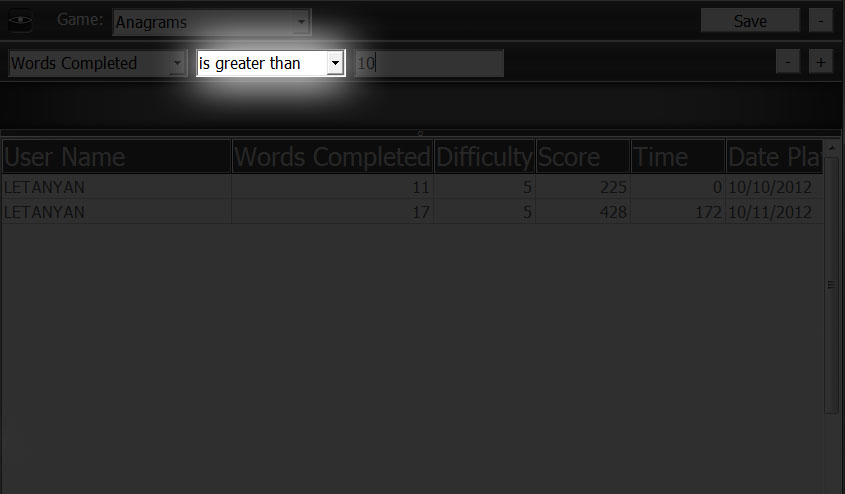 Game: Anagrams Save -
Words Completed is greater than 10 - +
User Name Words Completed Difficulty Score Time Date Pla
LETANYAN 11 5 225 0 10/10/2012
LETANYAN 17 5 428 172 10/11/2012